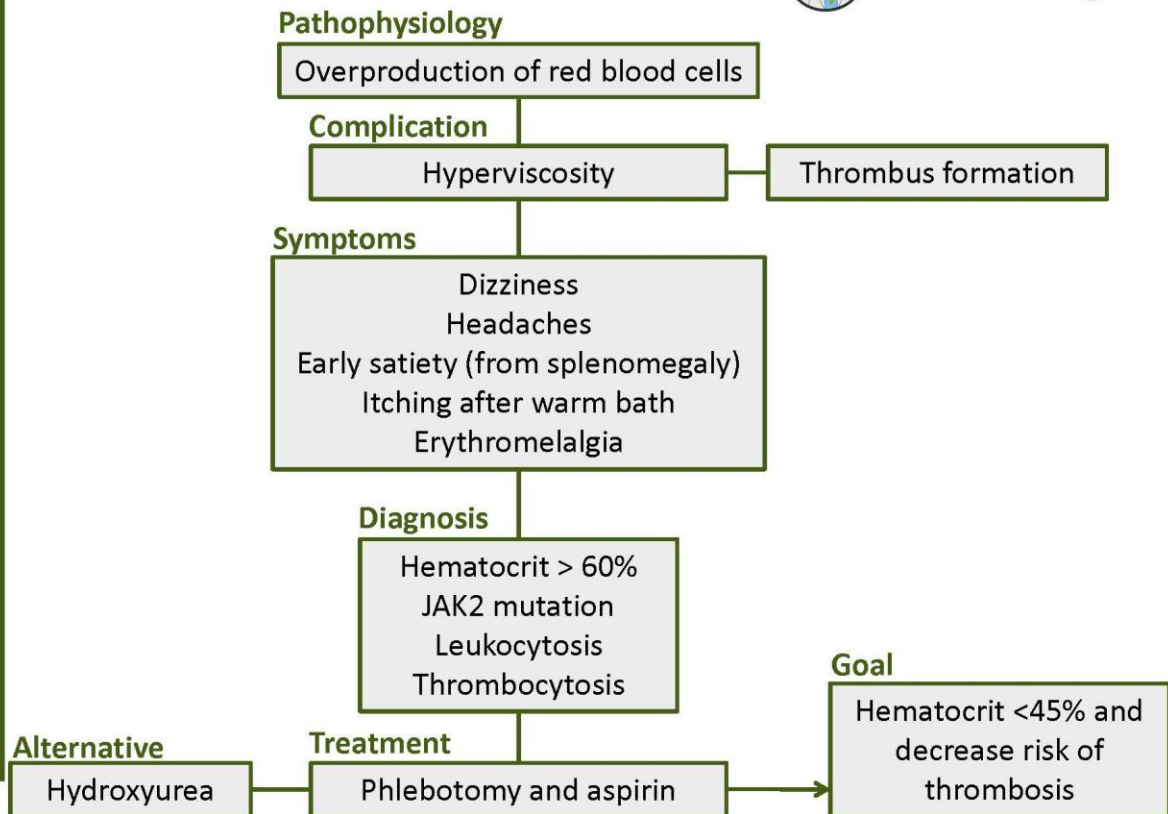 Pathophysiology
Overproduction of red blood cells
Complication
Hyperviscosity
Thrombus formation
Symptoms
Dizziness
Headaches
Early satiety (from splenomegaly)
Itching after warm bath
Erythromelalgia
Diagnosis
Hematocrit > 60%
JAK2 mutation
Leukocytosis
Thrombocytosis
Alternative
Hydroxyurea
Treatment
Phlebotomy and aspirin
Goal
Hematocrit <45% and
decrease risk of
thrombosis